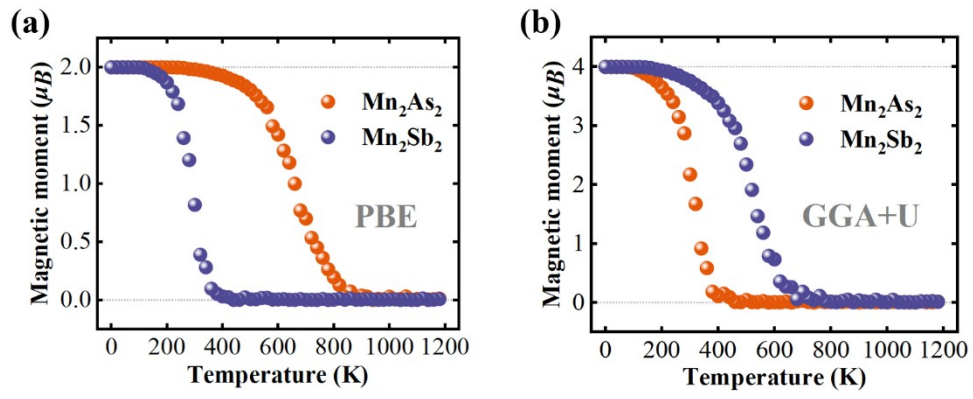 (a)
2.0
1.5
1.0
0.5
0.0
Magnetic moment (μB)
Mn₂As₂
Mn₂Sb₂
PBE
0 200 400 600 800 1000 1200
Temperature (K)
(b)
4
3
2
1
0
Magnetic moment (μB)
Mn₂As₂
Mn₂Sb₂
GGA+U
0 200 400 600 800 1000 1200
Temperature (K)